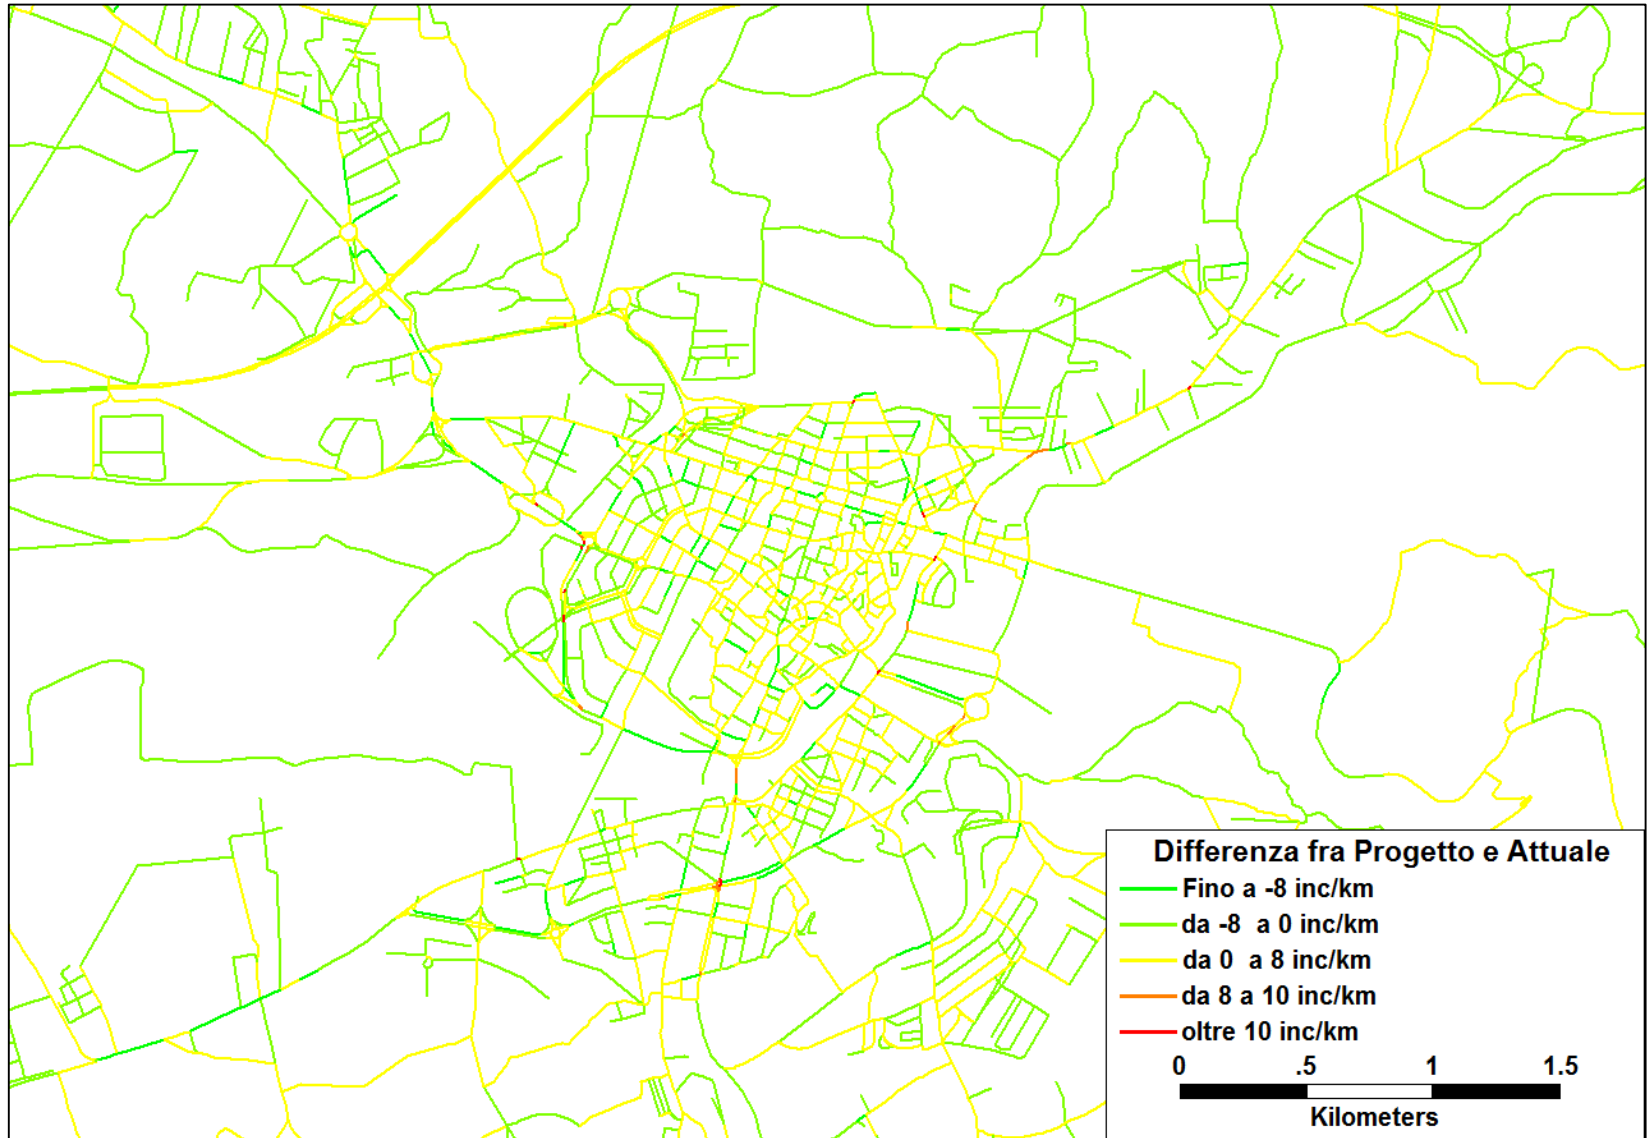 Differenza fra Progetto e Attuale
Fino a -8 inc/km
da -8 a 0 inc/km
da 0 a 8 inc/km
da 8 a 10 inc/km
oltre 10 inc/km
0 .5 1 1.5
Kilometers